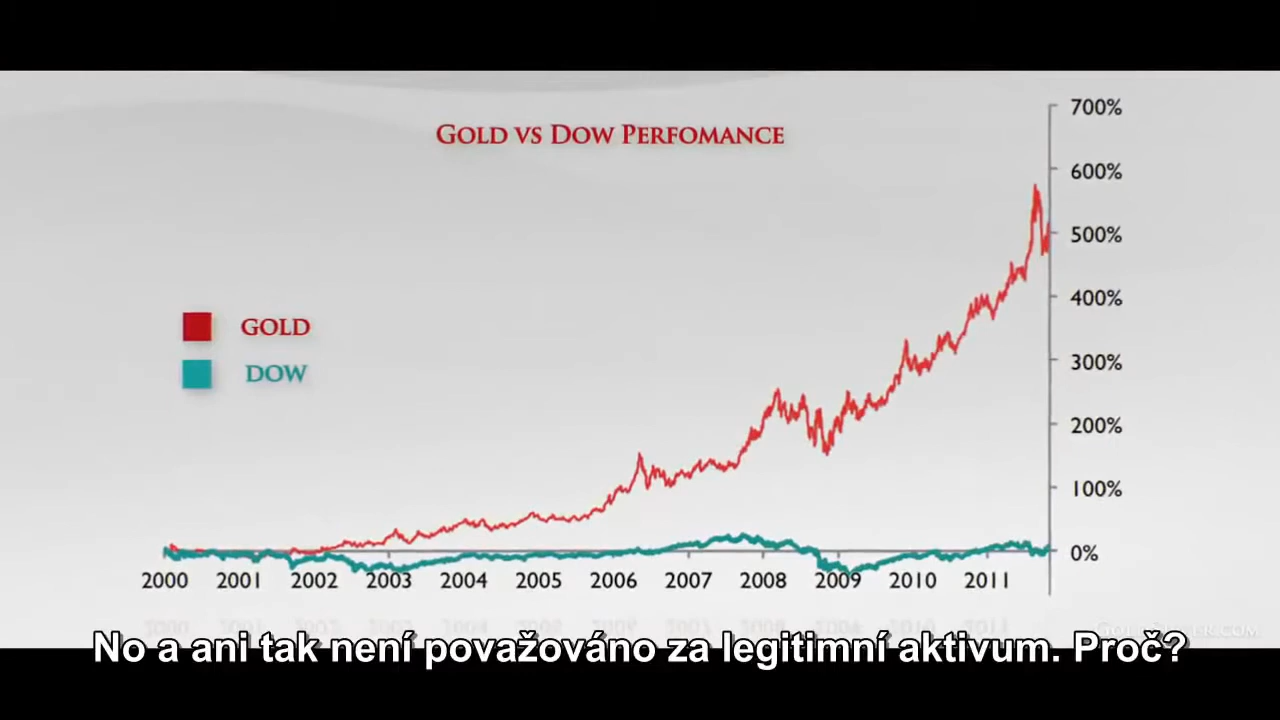 GOLD VS DOW PERFOMANCE
700%
600%
500%
400%
300%
200%
100%
0%
GOLD
DOW
2000 2001 2002 2003 2004 2005 2006 2007 2008 2009 2010 2011
No a ani tak není považováno za legitimní aktivum. Proč?